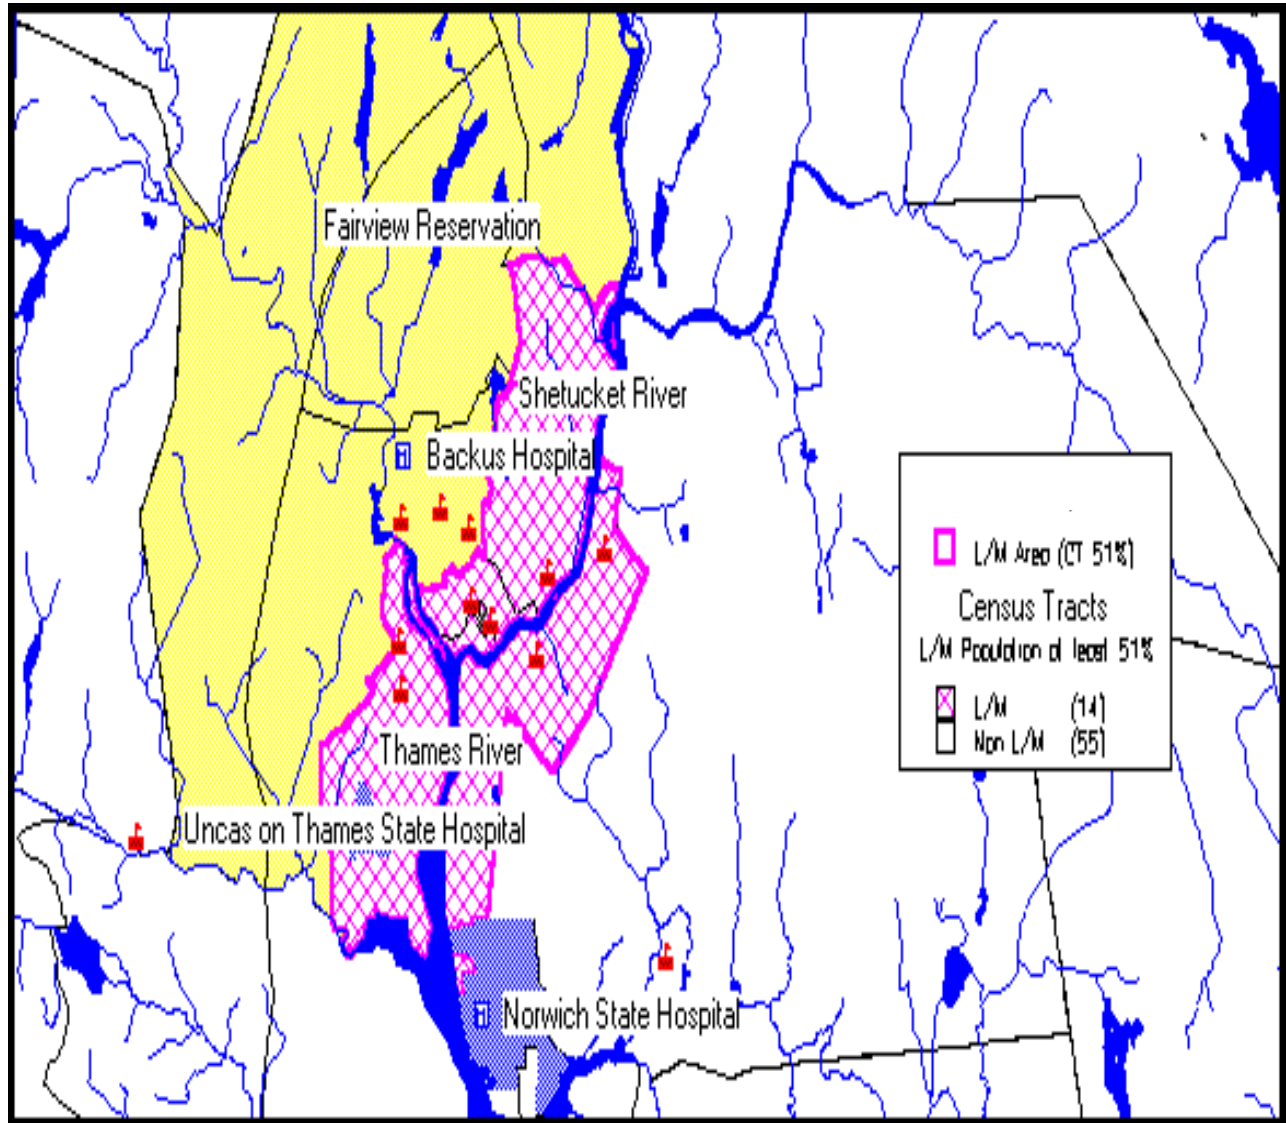 Fairview Reservation
Shetucket River
Backus Hospital
L/M Area (CT 51%)
Census Tracts
L/M Population at least 51%
L/M (14)
Non L/M (55)
Thames River
Uncas on Thames State Hospital
Norwich State Hospital